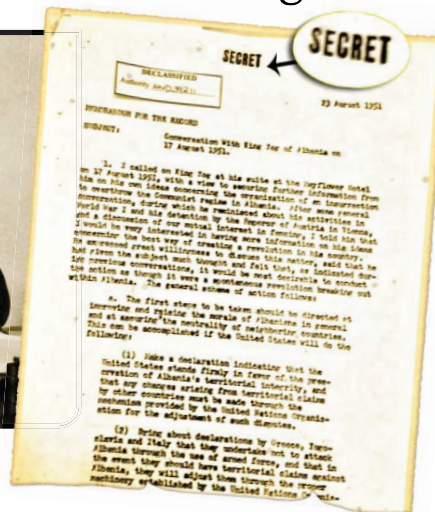 SECRET
SECRET
DECLASSIFIED
Authority
23 August 1951
MEMORANDUM FOR THE RECORD
SUBJECT: Conversation With King Zog of Albania on
17 August 1951.
1. I called on King Zog at his suite at the Mayflower Hotel
on 17 August 1951, with a view to securing further information from
him on his own ideas concerning the organization of an insurrection
to overthrow the Communist regime in Albania. After some general
conversation, during which he reminisced about his activities in
World War I and his detention by the Emperor of Austria in Vienna,
and a discussion of our mutual interest in fencing, I told him that
I would be very interested in having more information on his ideas
concerning the best way of creating a revolution in his country.
He expressed great willingness to discuss this matter, said that he
had given the subject much thought and felt that, as indicated dur-
ing previous conversations, it would be most desirable to conduct
the action as though it were a spontaneous revolution breaking out
within Albania. The general scheme of action follows:
a. The first steps to be taken should be directed at
improving and raising the morale of Albanians in general
and at assuring the neutrality of neighboring countries.
This can be accomplished if the United States will do the
following:
(1) Make a declaration indicating that the
United States stands firmly in favor of the pres-
ervation of Albania's territorial integrity, and
that any changes arising from territorial claims
by other countries must be made through the
mechanism provided by the United Nations Organiz-
ation for the adjustment of such disputes.
(2) Bring about declarations by Greece, Yugo-
slavia and Italy that they undertake not to attack
Albania through the use of armed force, and that in
the event they should have territorial claims against
Albania, they will adjust them through the proper
machinery established by the United Nations